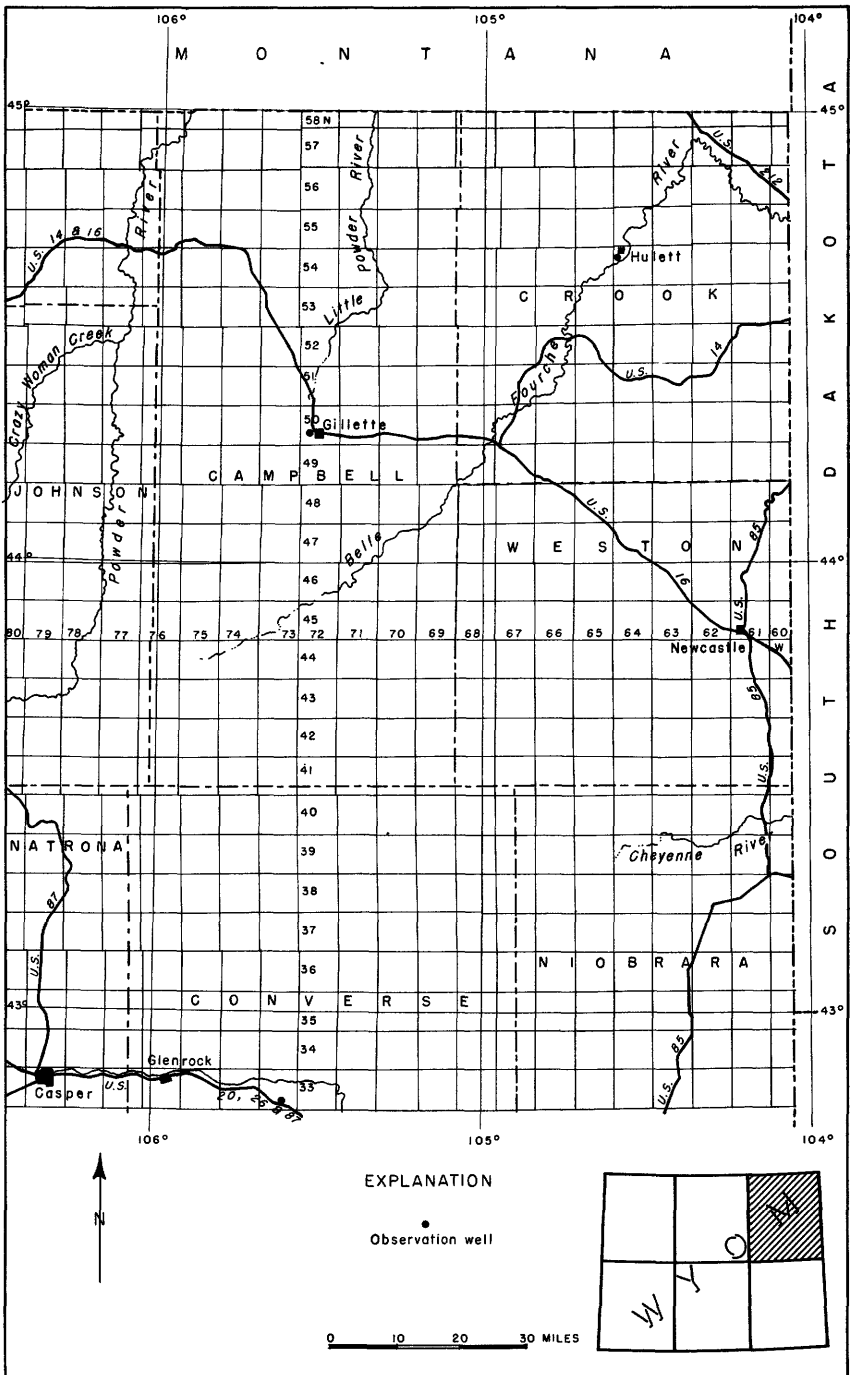 106° 105° 104°
M O N T A N A
45° 45°
58 N
57
56
55
54
53
52
51
50
49
48
47
46
45
44
43
42
41
40
39
38
37
36
35
34
33
80 79 78 77 76 75 74 73 72 71 70 69 68 67 66 65 64 63 62 61 60 W
U.S. 14 & 16
River
Powder
Crazy Woman Creek
Little Powder River
Belle Fourche River
U.S. 212
Hulett
C R O O K
U.S. 14
Gillette
C A M P B E L L
JOHNSON
44° 44°
W E S T O N
U.S. 16
U.S. 85
Newcastle
85
U.S.
NATRONA
Cheyenne River
87
U.S.
N I O B R A R A
C O N V E R S E
43° 43°
85
U.S.
Glenrock
Casper
U.S. 20, 26 & 87
S O U T H D A K O T A
106° 105° 104°
N
EXPLANATION
Observation well
0 10 20 30 MILES
W Y O M